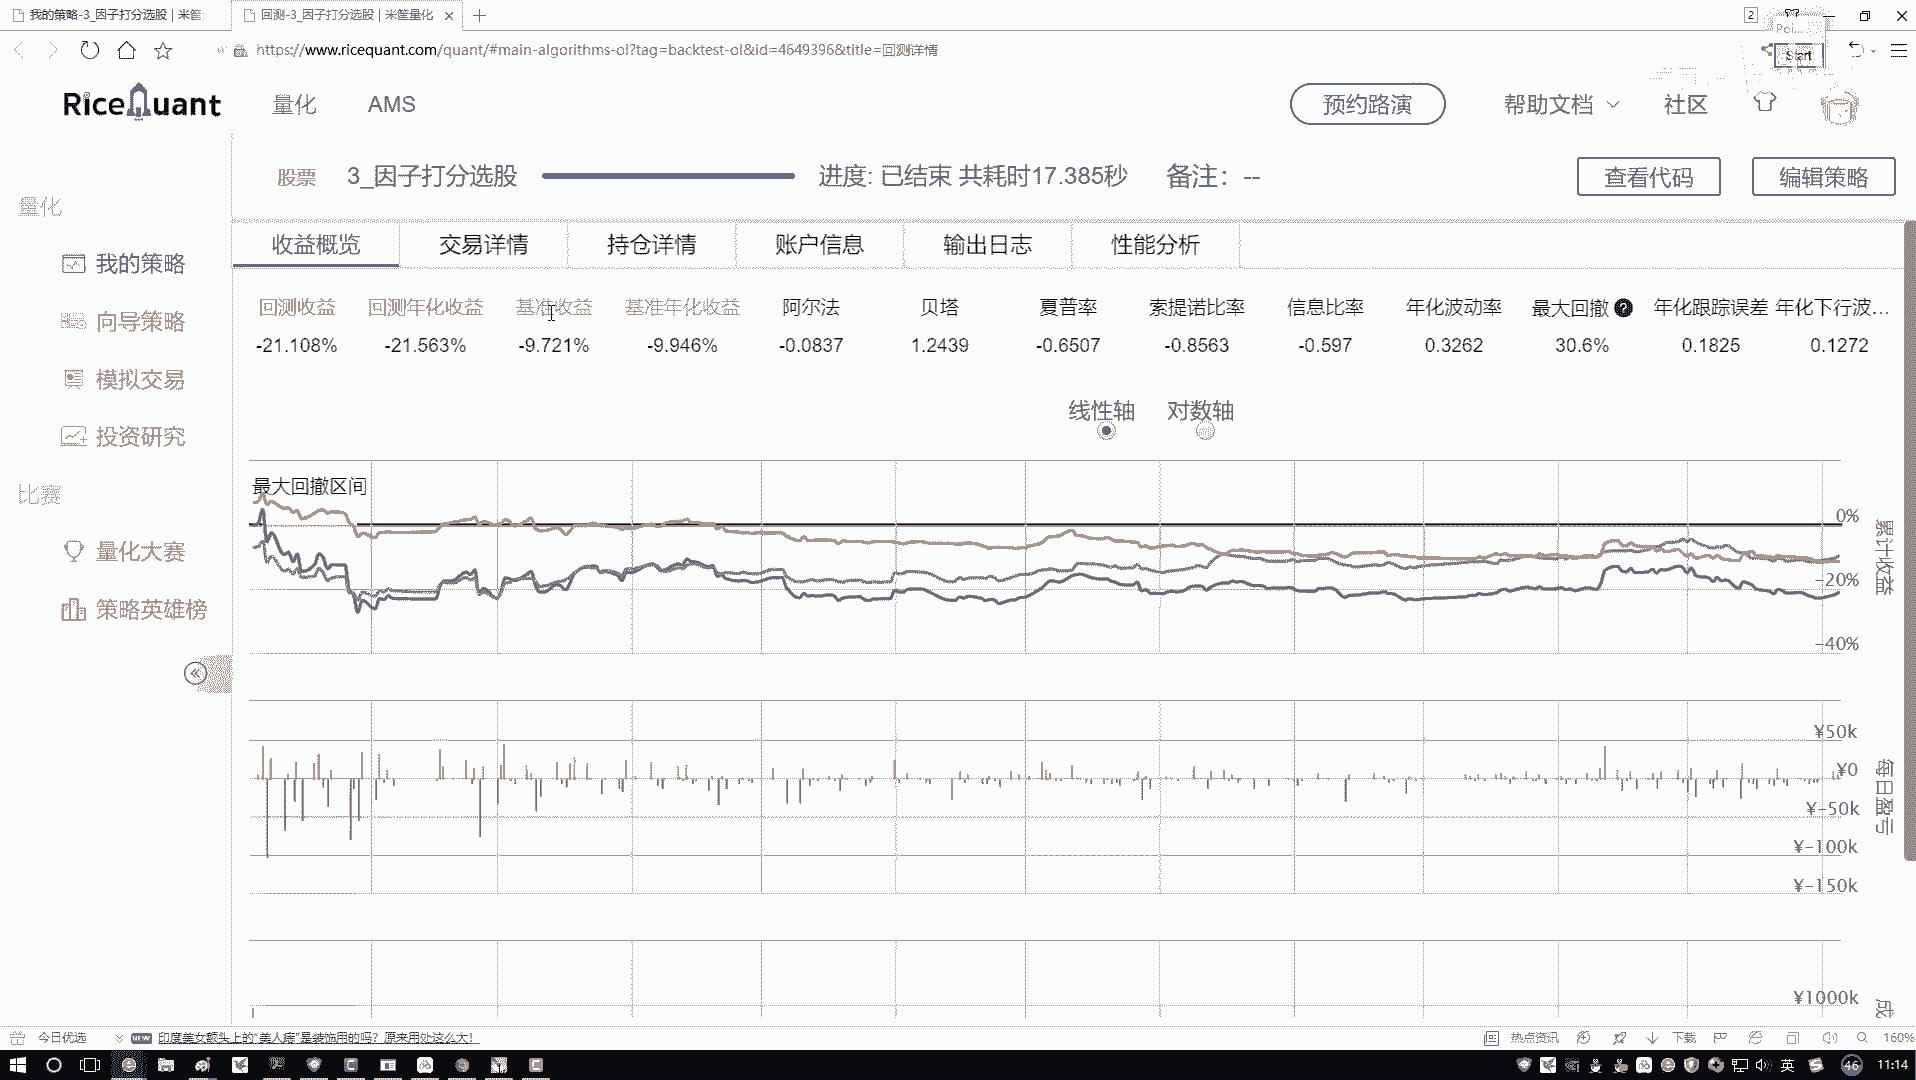 我的策略-3_因子打分选股 | 米筐
回测-3_因子打分选股 | 米筐量化
2
https://www.ricequant.com/quant/#main-algorithms-ol?tag=backtest-ol&id=4649396&title=回测详情
Start
RiceQuant
量化
AMS
预约路演
帮助文档
社区
股票
3_因子打分选股
进度: 已结束 共耗时17.385秒
备注: --
查看代码
编辑策略
量化
我的策略
向导策略
模拟交易
投资研究
比赛
量化大赛
策略英雄榜
收益概览
交易详情
持仓详情
账户信息
输出日志
性能分析
回测收益 回测年化收益 基准收益 基准年化收益 阿尔法 贝塔 夏普率 索提诺比率 信息比率 年化波动率 最大回撤 年化跟踪误差 年化下行波...
-21.108% -21.563% -9.721% -9.946% -0.0837 1.2439 -0.6507 -0.8563 -0.597 0.3262 30.6% 0.1825 0.1272
线性轴 对数轴
最大回撤区间
0%
-20%
-40%
累计收益
¥50k
¥0
¥-50k
¥-100k
¥-150k
每日盈亏
¥1000k
成
今日优选
NEW
印度美女额头上的“美人痣”是装饰用的吗？原来用处这么大！
热点资讯
下载
160%
英
46
11:14